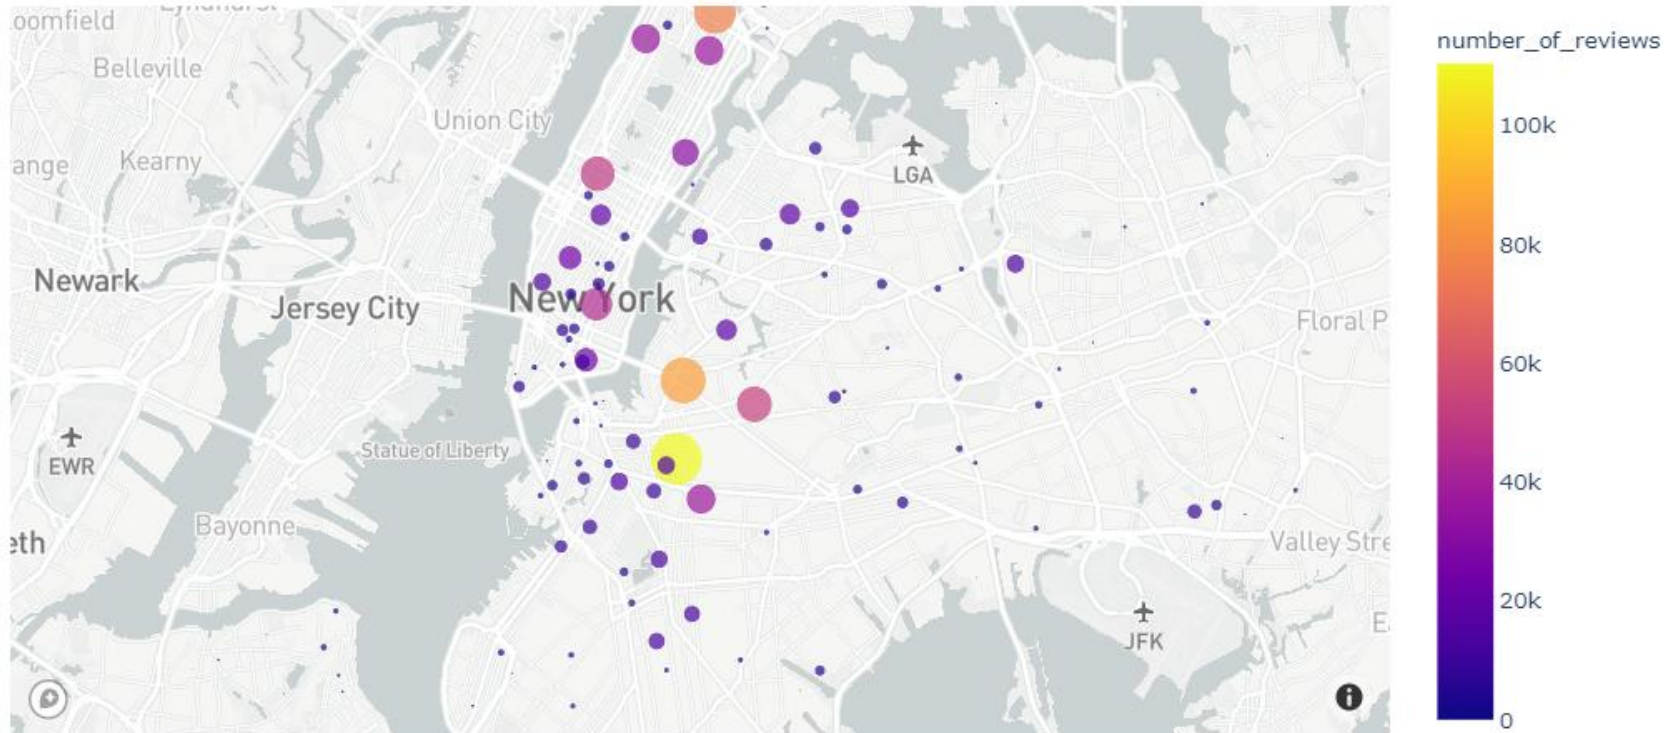 number_of_reviews
100k
80k
60k
40k
20k
0
oomfield
Belleville
Union City
ange
Kearny
LGA
Newark
Jersey City
New York
Floral P
EWR
Statue of Liberty
Bayonne
eth
Valley Stre
JFK
E